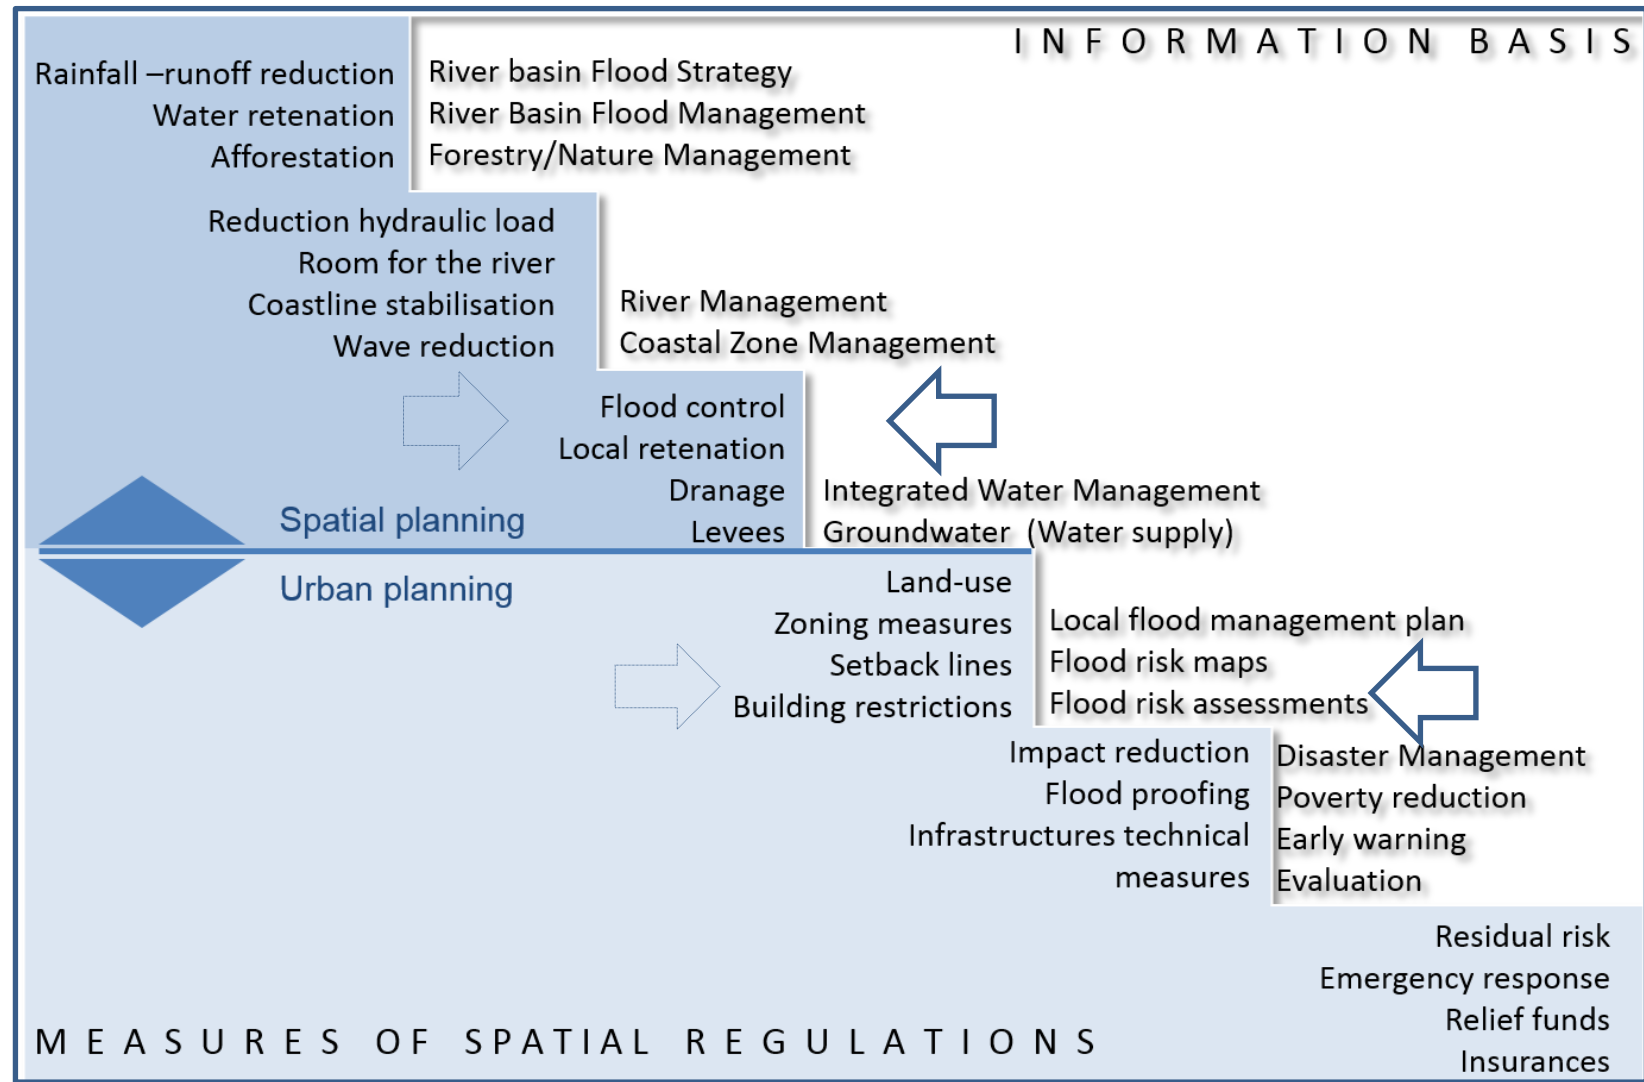 INFORMATION BASIS
Rainfall –runoff reduction
Water retenation
Afforestation
River basin Flood Strategy
River Basin Flood Management
Forestry/Nature Management
Reduction hydraulic load
Room for the river
Coastline stabilisation
Wave reduction
River Management
Coastal Zone Management
Flood control
Local retenation
Dranage
Levees
Integrated Water Management
Groundwater (Water supply)
Spatial planning
Urban planning
Land-use
Zoning measures
Setback lines
Building restrictions
Local flood management plan
Flood risk maps
Flood risk assessments
Impact reduction
Flood proofing
Infrastructures technical
measures
Disaster Management
Poverty reduction
Early warning
Evaluation
Residual risk
Emergency response
Relief funds
Insurances
MEASURES OF SPATIAL REGULATIONS